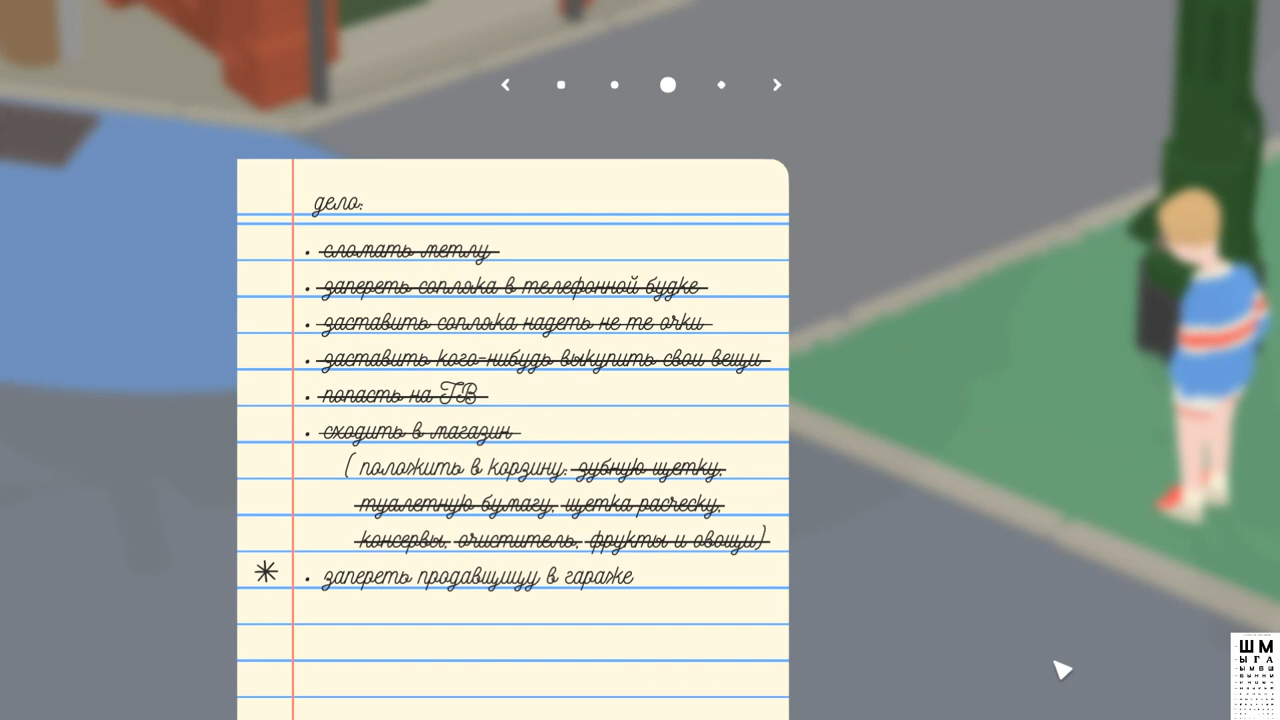 дело:
• сломать метлу
• запереть сопляка в телефонной будке
• заставить сопляка надеть не те очки
• заставить кого-нибудь выкупить свои вещи
• попасть на ТВ
• сходить в магазин
( положить в корзину: зубную щетку,
туалетную бумагу, щетка расческу,
консервы, очиститель, фрукты и овощи)
• запереть продавщицу в гараже
Ш М
Ы Г А
Ы М Б Ш